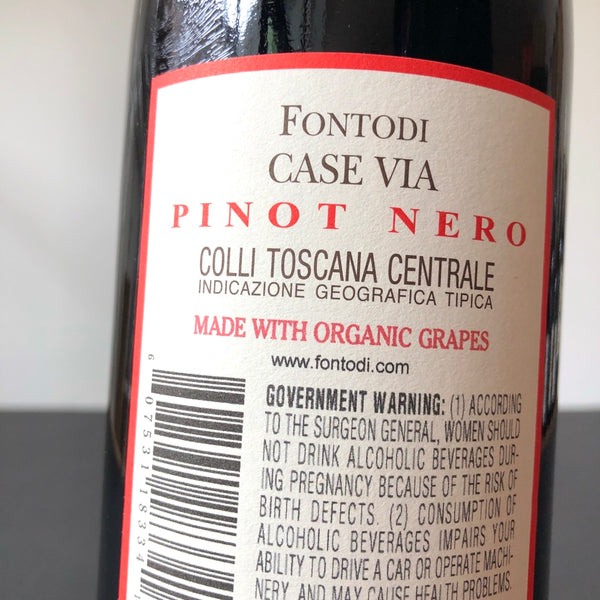 FONTODI
CASE VIA
PINOT NERO
COLLI TOSCANA CENTRALE
INDICAZIONE GEOGRAFICA TIPICA
MADE WITH ORGANIC GRAPES
www.fontodi.com
GOVERNMENT WARNING: (1) ACCORDING
TO THE SURGEON GENERAL, WOMEN SHOULD
NOT DRINK ALCOHOLIC BEVERAGES DUR-
ING PREGNANCY BECAUSE OF THE RISK OF
BIRTH DEFECTS. (2) CONSUMPTION OF
ALCOHOLIC BEVERAGES IMPAIRS YOUR
ABILITY TO DRIVE A CAR OR OPERATE MACHI-
NERY, AND MAY CAUSE HEALTH PROBLEMS.
6 07531 18334